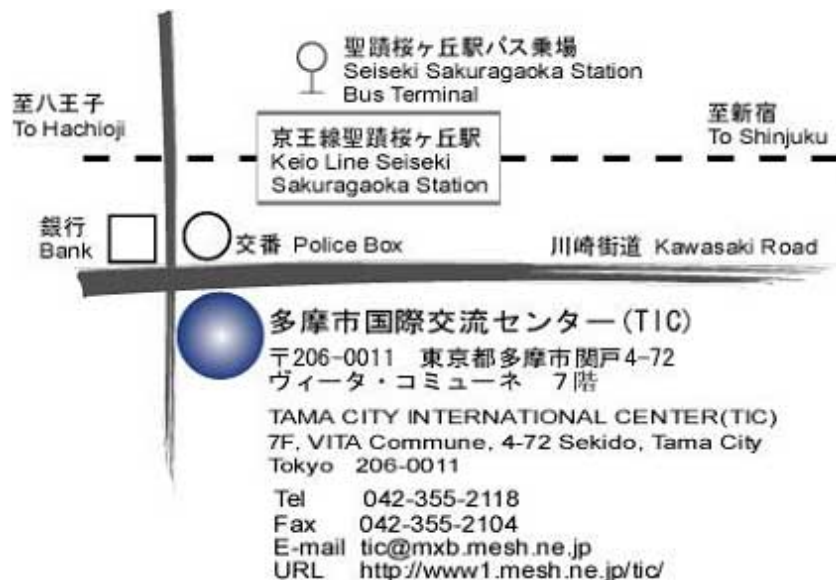 聖蹟桜ヶ丘駅バス乗場
Seiseki Sakuragaoka Station
Bus Terminal
至八王子
To Hachioji
至新宿
To Shinjuku
京王線聖蹟桜ヶ丘駅
Keio Line Seiseki
Sakuragaoka Station
銀行
Bank
交番 Police Box
川崎街道 Kawasaki Road
多摩市国際交流センター(TIC)
〒206-0011 東京都多摩市関戸4-72
ヴィータ・コミューネ 7階
TAMA CITY INTERNATIONAL CENTER(TIC)
7F, VITA Commune, 4-72 Sekido, Tama City
Tokyo 206-0011
Tel 042-355-2118
Fax 042-355-2104
E-mail tic@mxb.mesh.ne.jp
URL http://www1.mesh.ne.jp/tic/